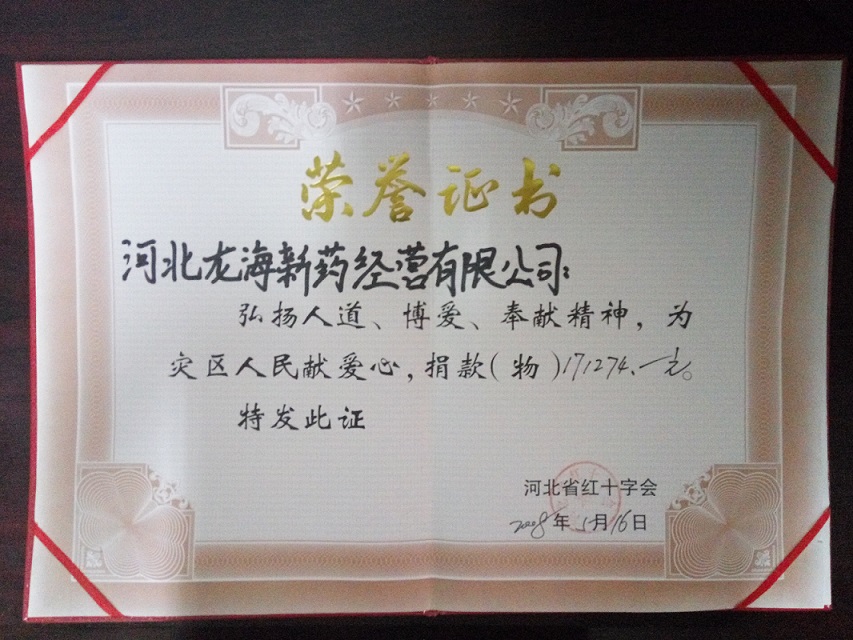 荣誉证书
河北龙海新药经营有限公司：
弘扬人道、博爱、奉献精神，为
灾区人民献爱心，捐款(物)171274.一元。
特发此证
河北省红十字会
2008年5月16日